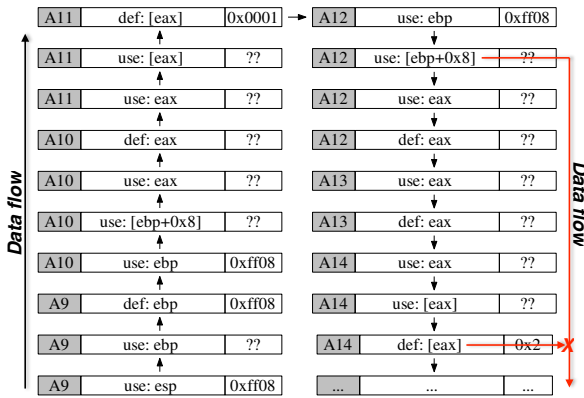 A11 def: [eax] 0x0001
A11 use: [eax] ??
A11 use: eax ??
A10 def: eax ??
A10 use: eax ??
A10 use: [ebp+0x8] ??
A10 use: ebp 0xff08
A9 def: ebp 0xff08
A9 use: ebp ??
A9 use: esp 0xff08
Data flow
A12 use: ebp 0xff08
A12 use: [ebp+0x8] ??
A12 use: eax ??
A12 def: eax ??
A13 use: eax ??
A13 def: eax ??
A14 use: eax ??
A14 use: [eax] ??
A14 def: [eax] 0x2 X
... ... ...
Data flow